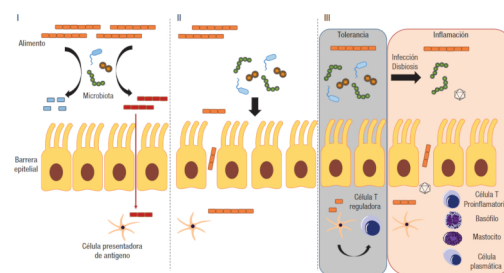 I
Alimento
Microbiota
Barrera
epitelial
Célula presentadora
de antígeno
II
III
Tolerancia
Célula T
reguladora
Infección
Disbiosis
Inflamación
Célula T
Proinflamatoria
Basófilo
Mastocito
Célula
plasmática